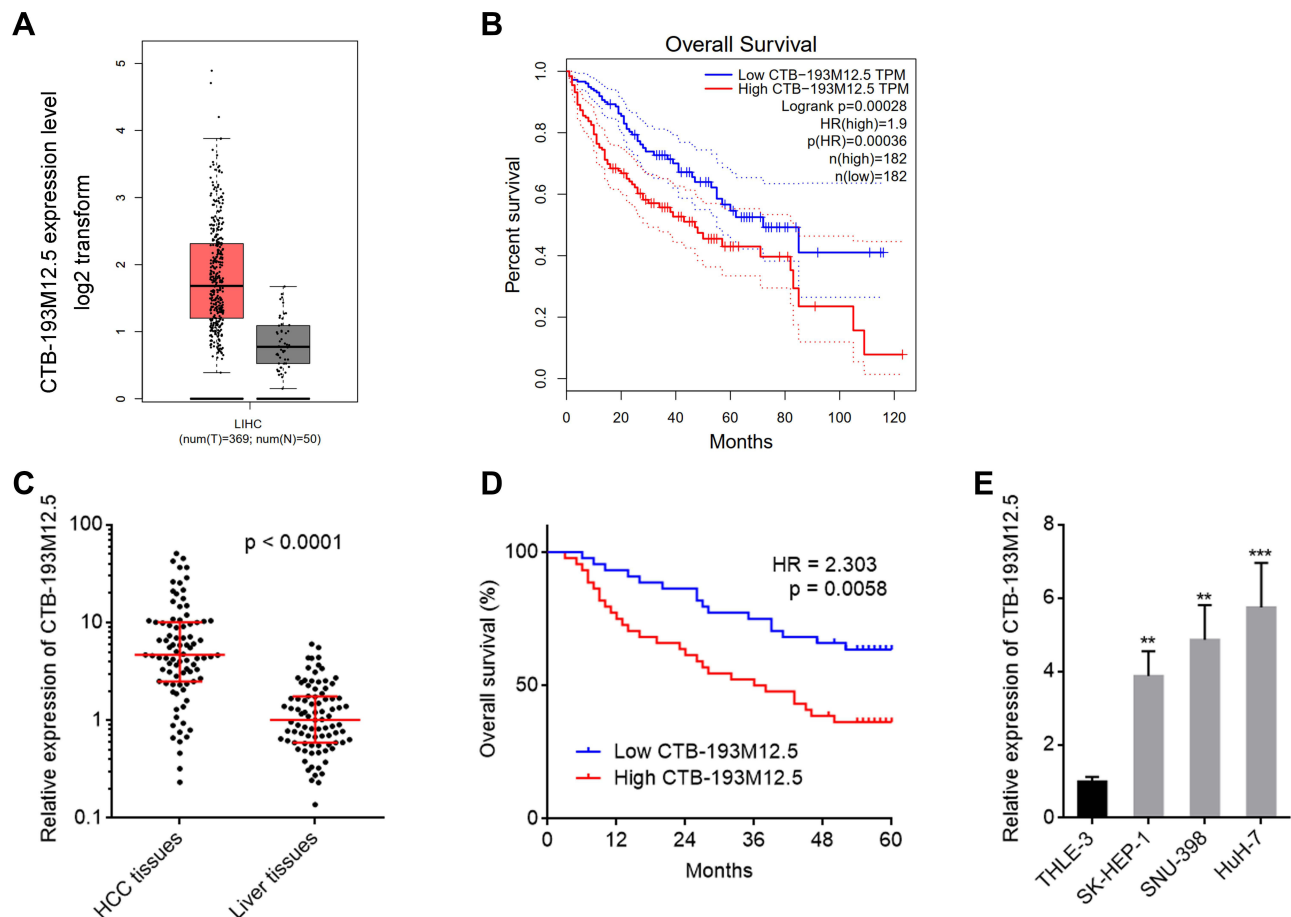 A
CTB-193M12.5 expression level
log2 transform
5
4
3
2
1
0
LIHC
(num(T)=369; num(N)=50)
B
Overall Survival
Low CTB−193M12.5 TPM
High CTB−193M12.5 TPM
Logrank p=0.00028
HR(high)=1.9
p(HR)=0.00036
n(high)=182
n(low)=182
Percent survival
1.0
0.8
0.6
0.4
0.2
0.0
0 20 40 60 80 100 120
Months
C
Relative expression of CTB-193M12.5
100
10
1
0.1
p < 0.0001
HCC tissues
Liver tissues
D
Overall survival (%)
100
50
0
HR = 2.303
p = 0.0058
Low CTB-193M12.5
High CTB-193M12.5
0 12 24 36 48 60
Months
E
Relative expression of CTB-193M12.5
8
6
4
2
0
**
**
***
THLE-3
SK-HEP-1
SNU-398
HuH-7